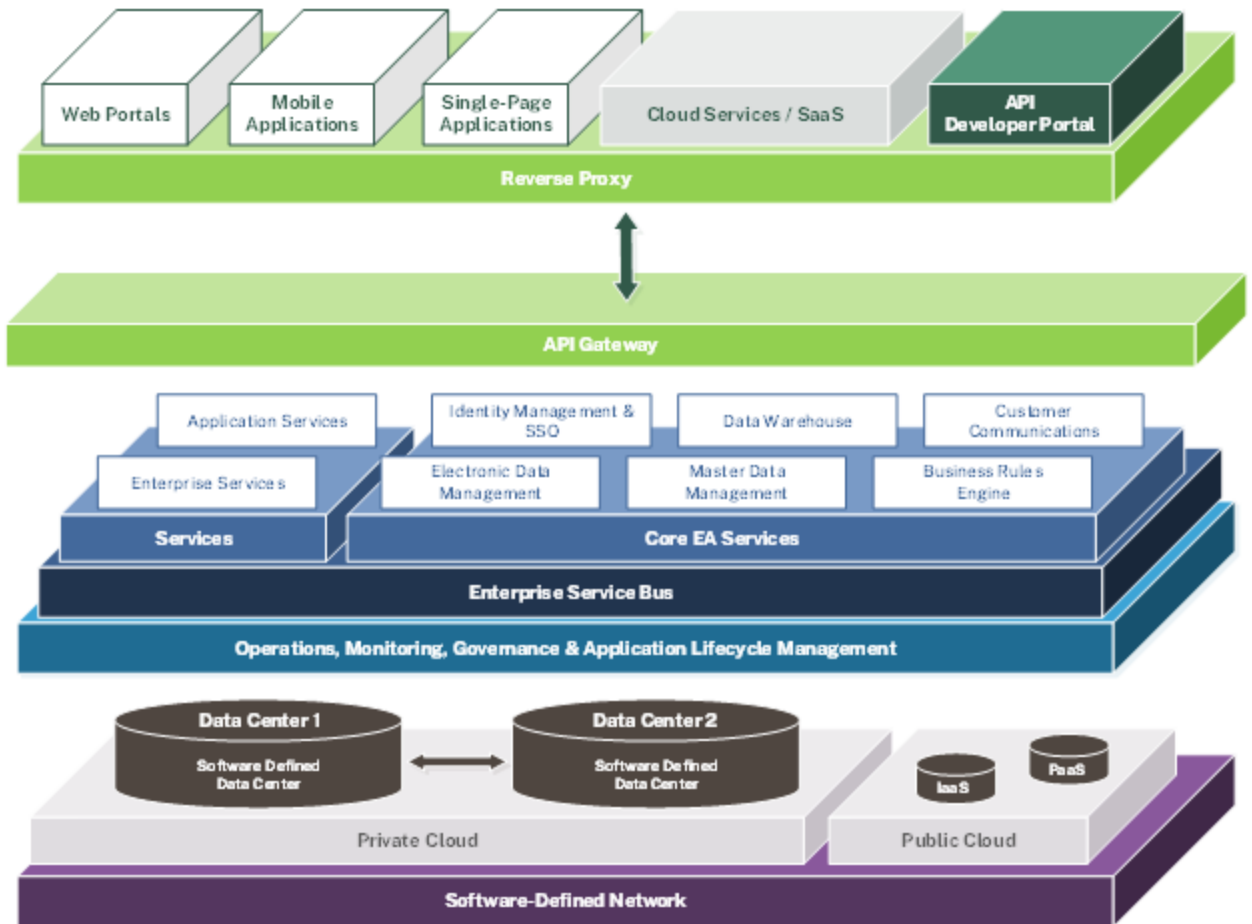 Web Portals
Mobile
Applications
Single-Page
Applications
Cloud Services / SaaS
API
Developer Portal
Reverse Proxy
API Gateway
Application Services
Identity Management &
SSO
Data Warehouse
Customer
Communications
Enterprise Services
Electronic Data
Management
Master Data
Management
Business Rules
Engine
Services
Core EA Services
Enterprise Service Bus
Operations, Monitoring, Governance & Application Lifecycle Management
Data Center 1
Software Defined
Data Center
Data Center 2
Software Defined
Data Center
IaaS
PaaS
Private Cloud
Public Cloud
Software-Defined Network